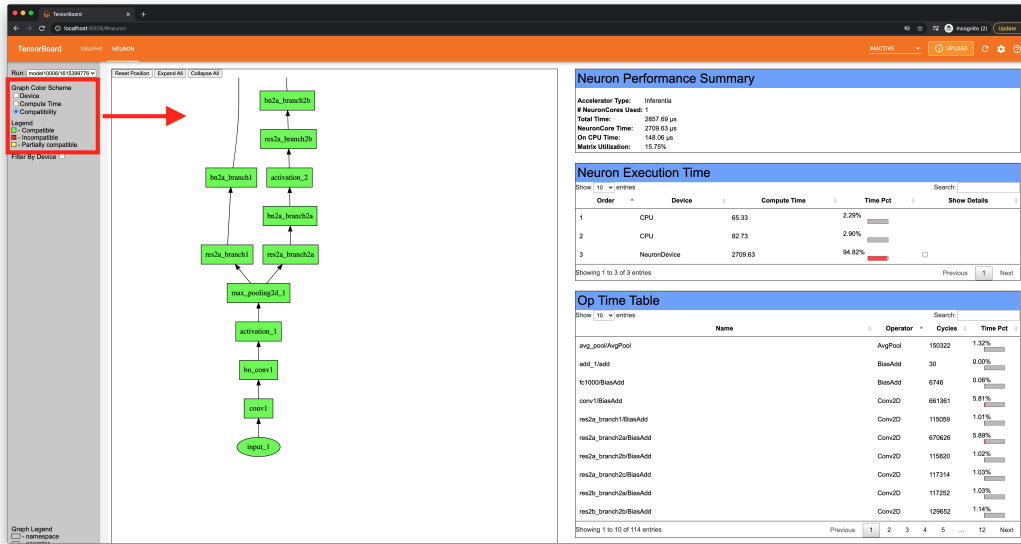 TensorBoard
localhost:6006/#neuron
Incognito (2)
Update
TensorBoard
GRAPHS
NEURON
INACTIVE
UPLOAD
Run: model10006/1615399776
Reset Position
Expand All
Collapse All
Graph Color Scheme
Device
Compute Time
Compatibility
Legend
- Compatible
- Incompatible
- Partially compatible
Filter By Device
Graph Legend
- namespace
bn2a_branch2b
res2a_branch2b
bn2a_branch1
activation_2
bn2a_branch2a
res2a_branch1
res2a_branch2a
max_pooling2d_1
activation_1
bn_conv1
conv1
input_1
Neuron Performance Summary
Accelerator Type: Inferentia
# NeuronCores Used: 1
Total Time: 2857.69 µs
NeuronCore Time: 2709.63 µs
On CPU Time: 148.06 µs
Matrix Utilization: 15.75%
Neuron Execution Time
Show 10 entries
Search:
Order Device Compute Time Time Pct Show Details
1 CPU 65.33 2.29%
2 CPU 82.73 2.90%
3 NeuronDevice 2709.63 94.82%
Showing 1 to 3 of 3 entries
Previous 1 Next
Op Time Table
Show 10 entries
Search:
Name Operator Cycles Time Pct
avg_pool/AvgPool AvgPool 150322 1.32%
add_1/add BiasAdd 30 0.00%
fc1000/BiasAdd BiasAdd 6746 0.06%
conv1/BiasAdd Conv2D 661361 5.81%
res2a_branch1/BiasAdd Conv2D 115059 1.01%
res2a_branch2a/BiasAdd Conv2D 670626 5.89%
res2a_branch2b/BiasAdd Conv2D 115820 1.02%
res2a_branch2c/BiasAdd Conv2D 117314 1.03%
res2b_branch2a/BiasAdd Conv2D 117252 1.03%
res2b_branch2b/BiasAdd Conv2D 129652 1.14%
Showing 1 to 10 of 114 entries
Previous 1 2 3 4 5 … 12 Next